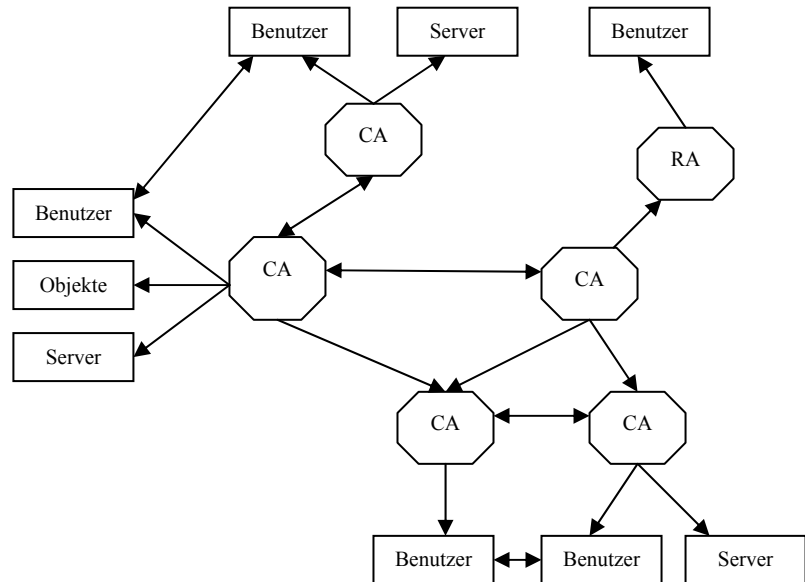 Benutzer
Server
Benutzer
CA
RA
Benutzer
CA
CA
Objekte
Server
CA
CA
Benutzer
Benutzer
Server